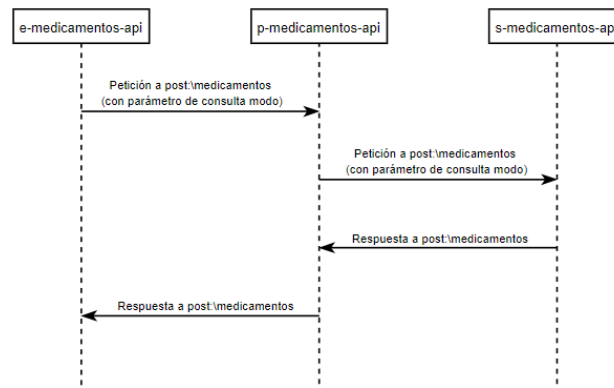 e-medicamentos-api
p-medicamentos-api
s-medicamentos-ap
Petición a post:\medicamentos
(con parámetro de consulta modo)
Petición a post:\medicamentos
(con parámetro de consulta modo)
Respuesta a post:\medicamentos
Respuesta a post:\medicamentos